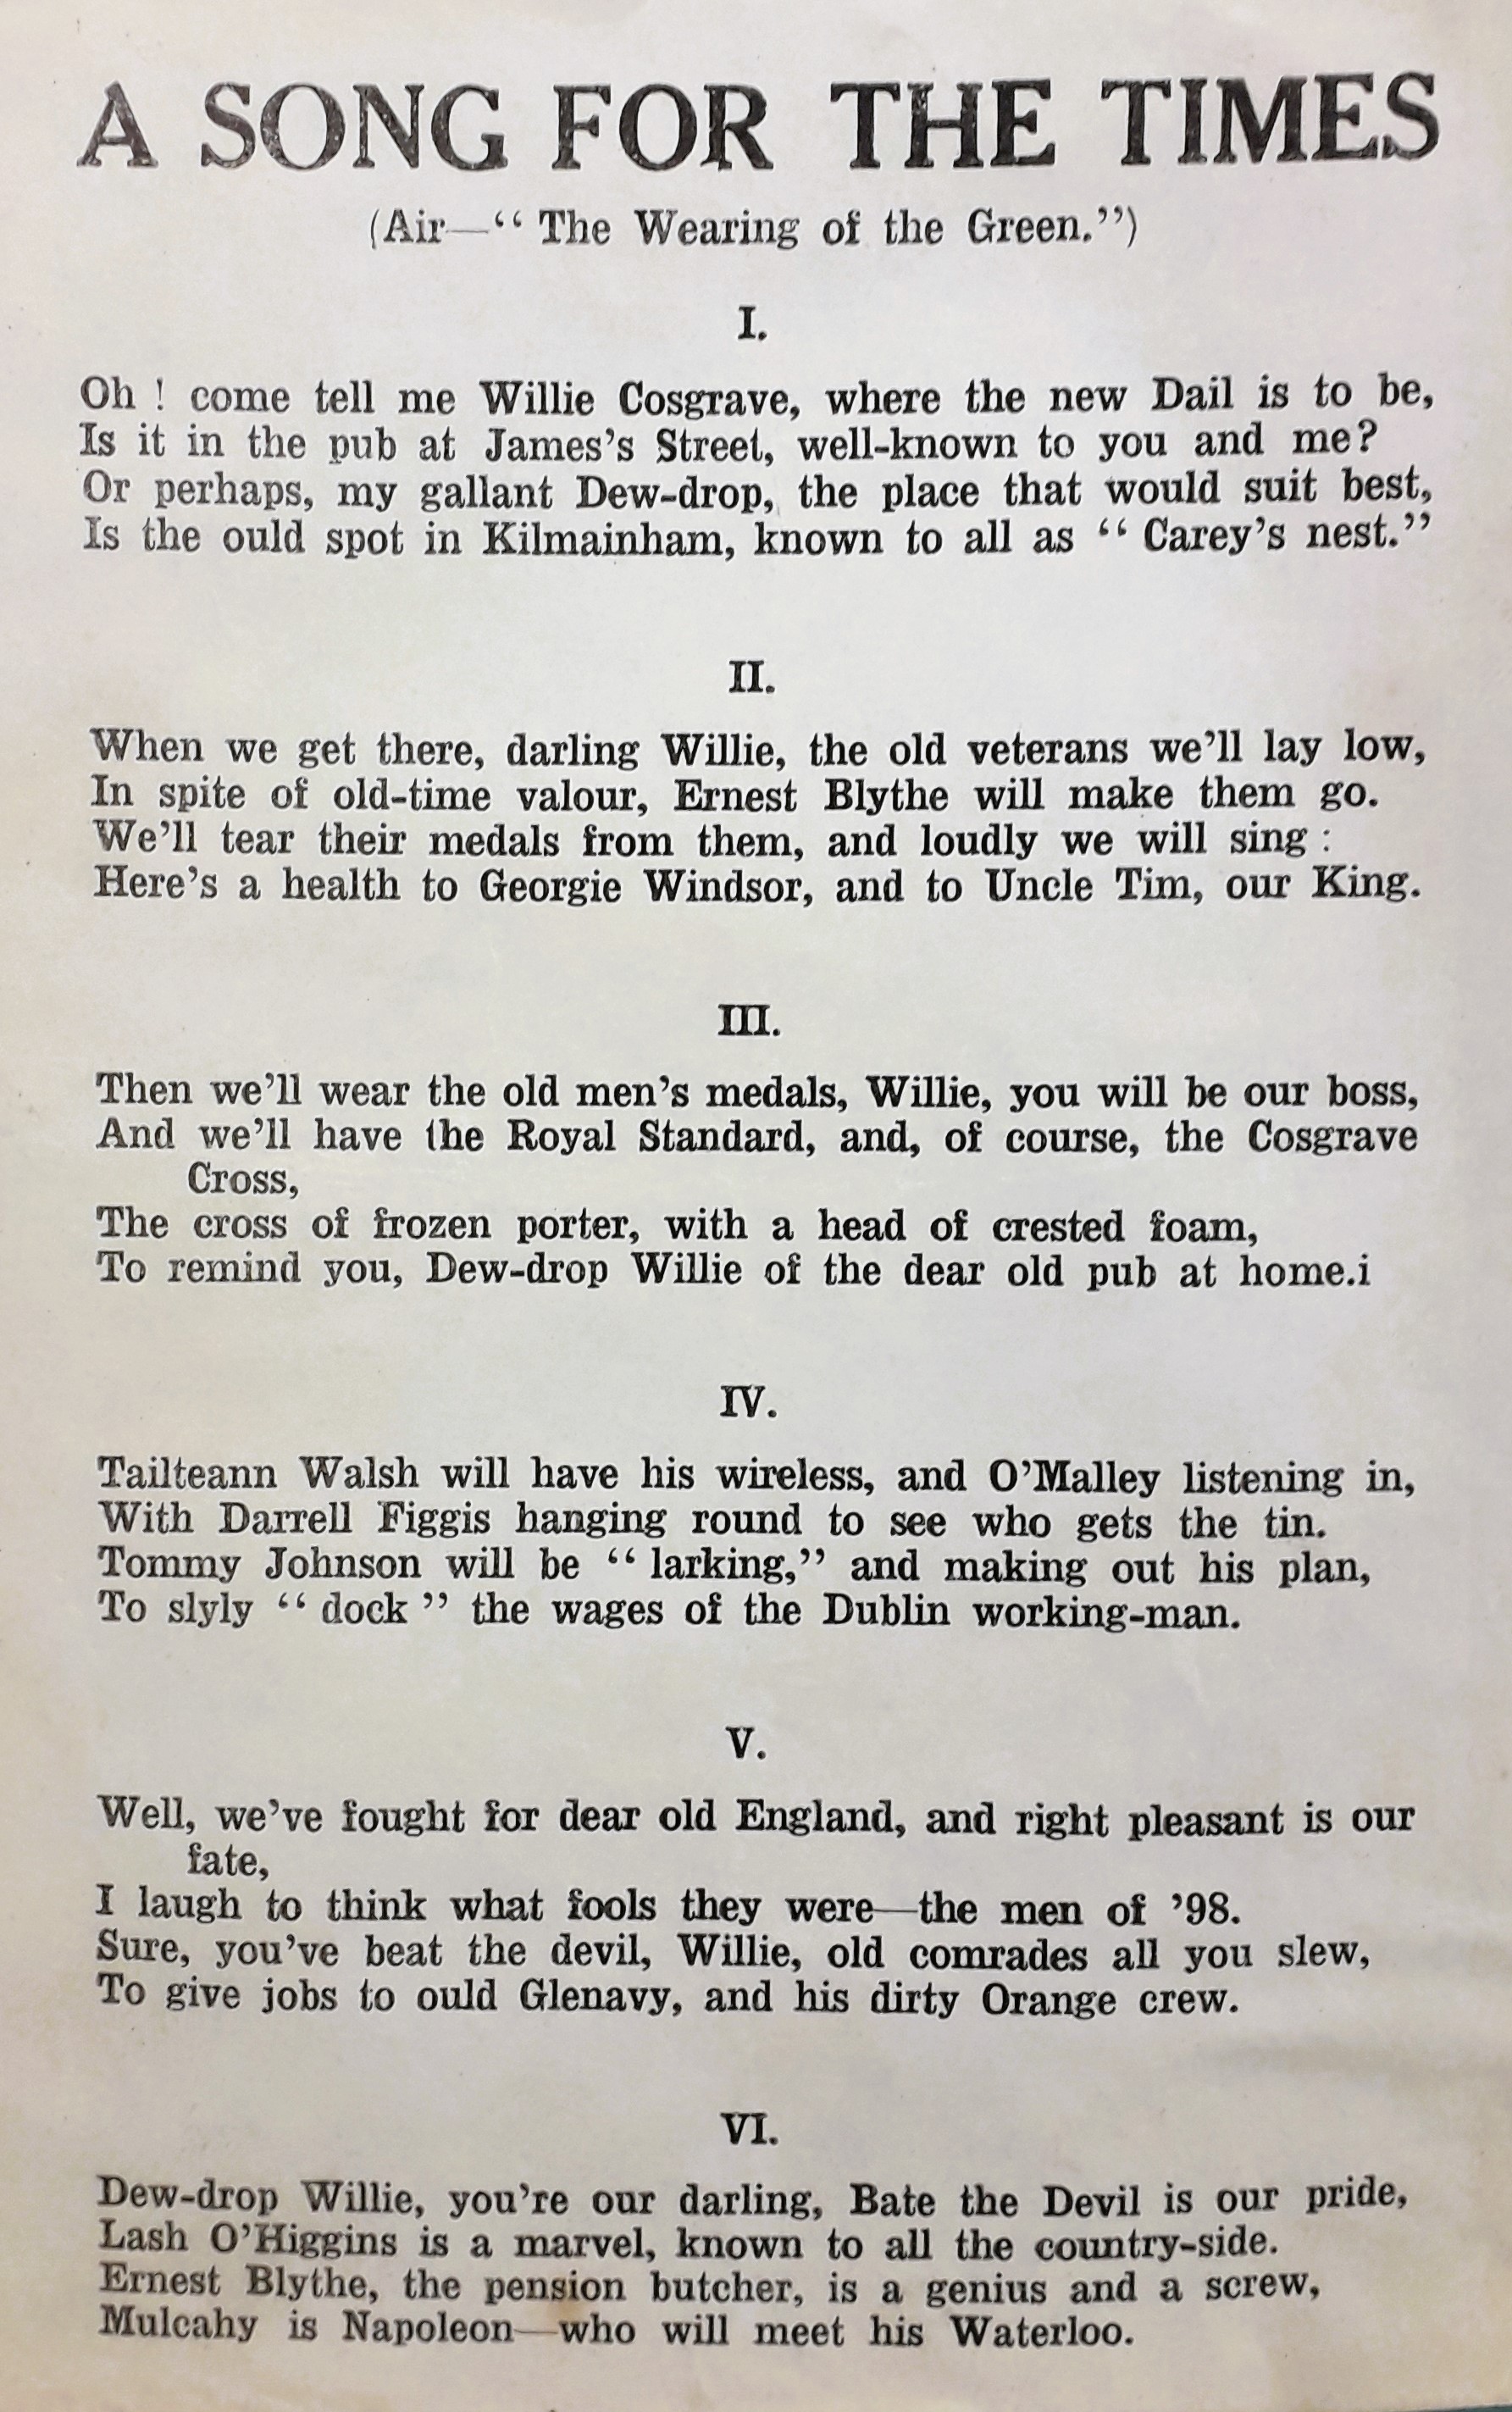 A SONG FOR THE TIMES
(Air—“ The Wearing of the Green.”)
I.
Oh ! come tell me Willie Cosgrave, where the new Dail is to be,
Is it in the pub at James’s Street, well-known to you and me?
Or perhaps, my gallant Dew-drop, the place that would suit best,
Is the ould spot in Kilmainham, known to all as “ Carey’s nest.”
II.
When we get there, darling Willie, the old veterans we’ll lay low,
In spite of old-time valour, Ernest Blythe will make them go.
We’ll tear their medals from them, and loudly we will sing :
Here’s a health to Georgie Windsor, and to Uncle Tim, our King.
III.
Then we’ll wear the old men’s medals, Willie, you will be our boss,
And we’ll have the Royal Standard, and, of course, the Cosgrave
Cross,
The cross of frozen porter, with a head of crested foam,
To remind you, Dew-drop Willie of the dear old pub at home.i
IV.
Tailteann Walsh will have his wireless, and O’Malley listening in,
With Darrell Figgis hanging round to see who gets the tin.
Tommy Johnson will be “ larking,” and making out his plan,
To slyly “ dock ” the wages of the Dublin working-man.
V.
Well, we’ve fought for dear old England, and right pleasant is our
fate,
I laugh to think what fools they were—the men of ’98.
Sure, you’ve beat the devil, Willie, old comrades all you slew,
To give jobs to ould Glenavy, and his dirty Orange crew.
VI.
Dew-drop Willie, you’re our darling, Bate the Devil is our pride,
Lash O’Higgins is a marvel, known to all the country-side.
Ernest Blythe, the pension butcher, is a genius and a screw,
Mulcahy is Napoleon—who will meet his Waterloo.